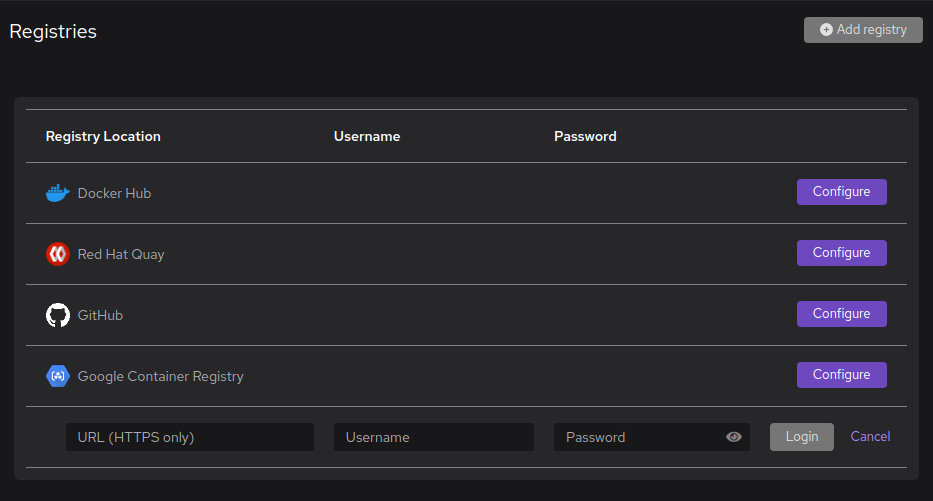 Registries
Add registry
Registry Location Username Password
Docker Hub Configure
Red Hat Quay Configure
GitHub Configure
Google Container Registry Configure
URL (HTTPS only) Username Password Login Cancel